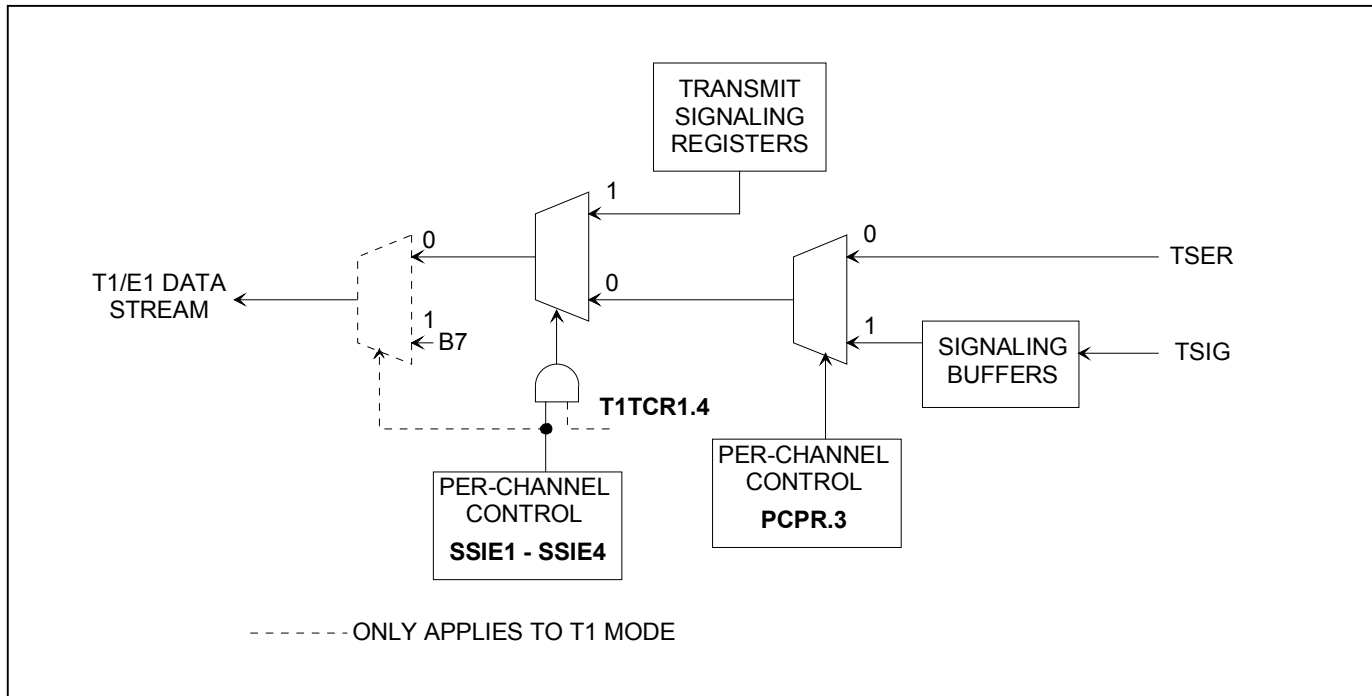 TRANSMIT
SIGNALING
REGISTERS
1
0
0
TSER
0
T1/E1 DATA
STREAM
1
B7
1
SIGNALING
BUFFERS
TSIG
T1TCR1.4
PER-CHANNEL
CONTROL
SSIE1 - SSIE4
PER-CHANNEL
CONTROL
PCPR.3
ONLY APPLIES TO T1 MODE